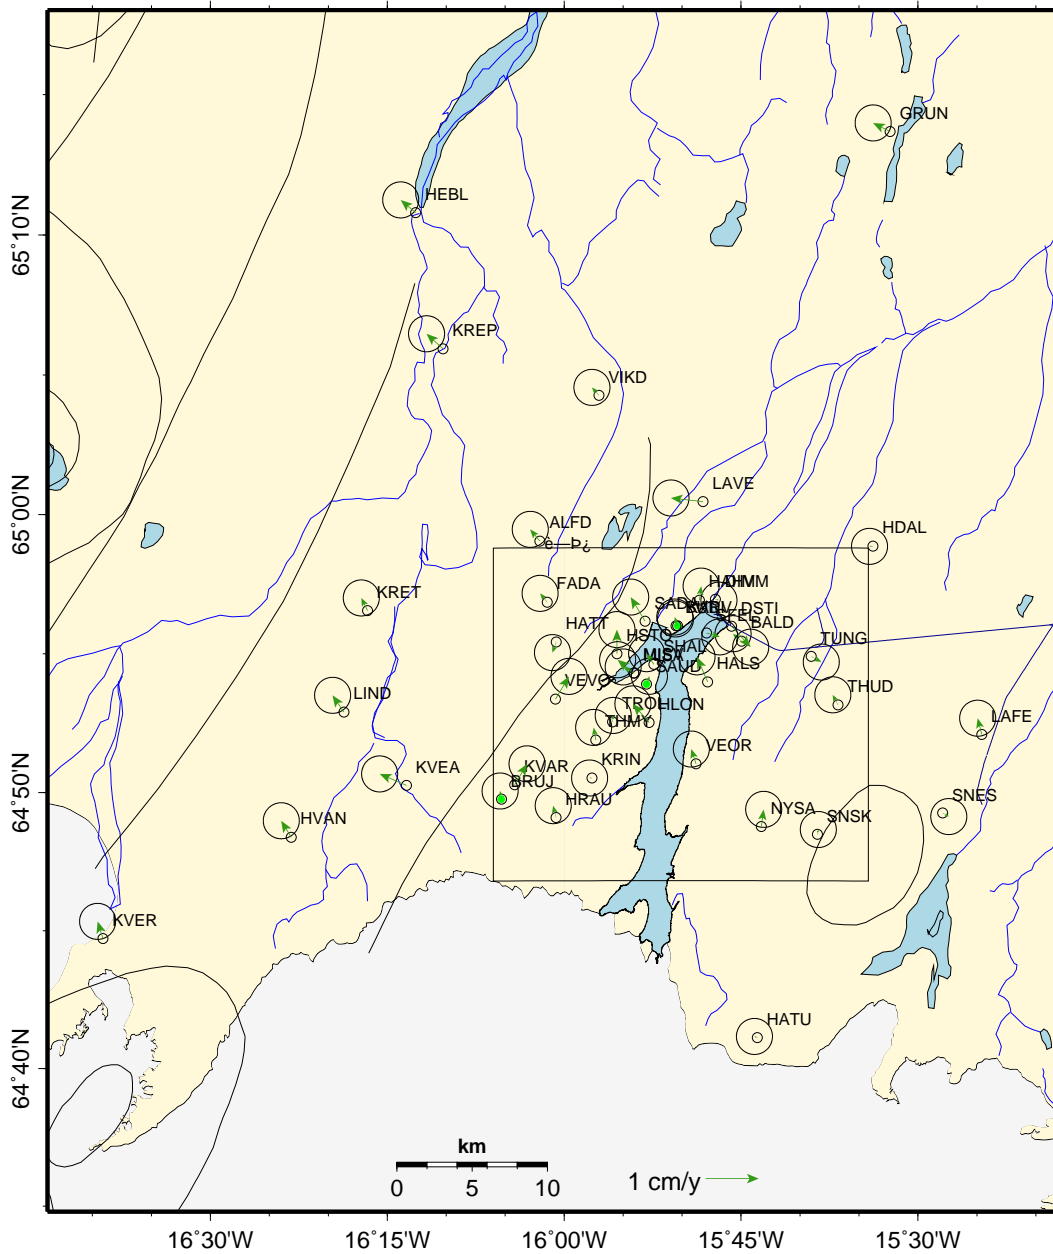 GRUN
HEBL
65°10'N
KREP
VIKD
LAVE
65°00'N
ALFD
HDAL
FADA
KRET
HATT
SADA
DSTI
BALD
HSTO
TUNG
SHAL
SAUD
HALS
VEVO
THUD
LIND
TROL
HLON
LAFE
THMY
VEOR
KVEA
KVAR
KRIN
BRUJ
64°50'N
HRAU
NYSA
SNSK
SNES
HVAN
KVER
HATU
64°40'N
km
0 5 10
1 cm/y
16°30'W 16°15'W 16°00'W 15°45'W 15°30'W